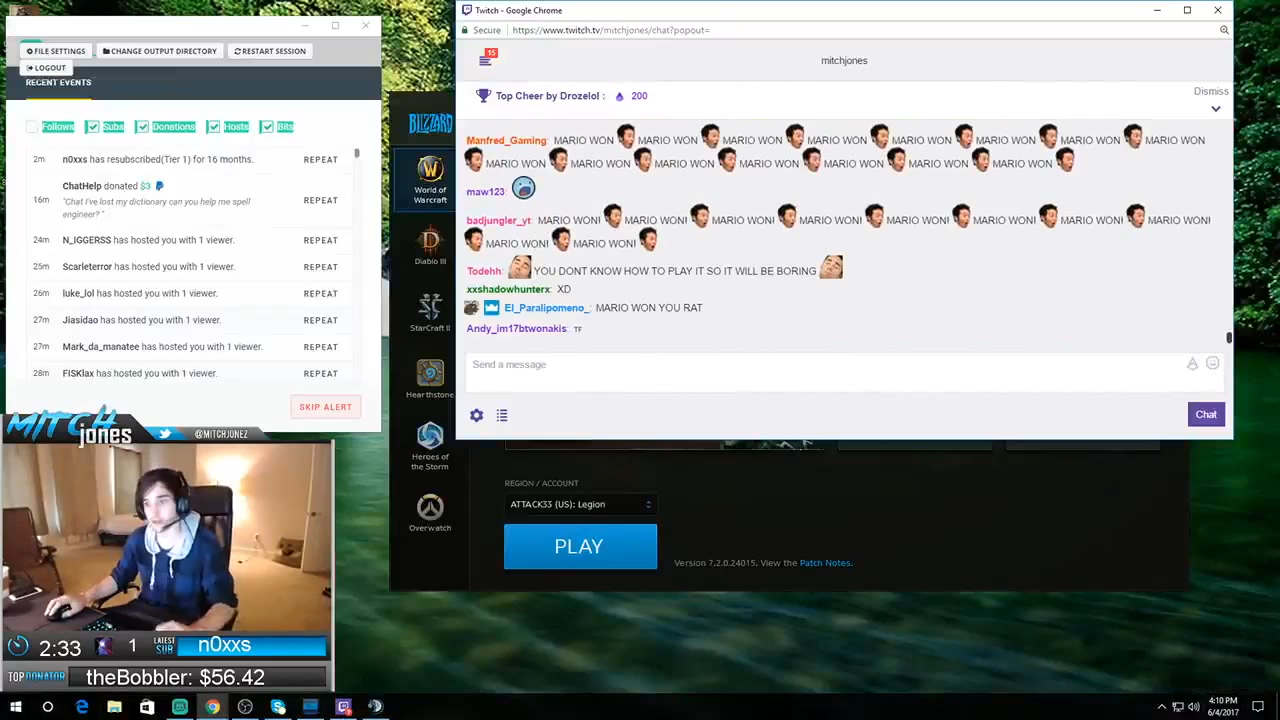 FILE SETTINGS
CHANGE OUTPUT DIRECTORY
RESTART SESSION
LOGOUT
RECENT EVENTS
Follows
Subs
Donations
Hosts
Bits
2m n0xxs has resubscribed(Tier 1) for 16 months. REPEAT
ChatHelp donated $3
16m "Chat I've lost my dictionary can you help me spell REPEAT
engineer? "
24m N_IGGERSS has hosted you with 1 viewer. REPEAT
25m Scarleterror has hosted you with 1 viewer. REPEAT
26m luke_lol has hosted you with 1 viewer. REPEAT
27m Jiasidao has hosted you with 1 viewer. REPEAT
27m Mark_da_manatee has hosted you with 1 viewer. REPEAT
28m FISKlax has hosted you with 1 viewer. REPEAT
SKIP ALERT
MITCH
jones
@MITCHJONEZ
2:33
1
LATEST
SUB
n0xxs
TOP DONATOR
theBobbler: $56.42
BLIZZARD
World of
Warcraft
Diablo III
StarCraft II
Hearthstone
Heroes of
the Storm
Overwatch
Twitch - Google Chrome
Secure https://www.twitch.tv/mitchjones/chat?popout=
15
mitchjones
Top Cheer by Drozelol : 200
Dismiss
Manfred_Gaming: MARIO WON MARIO WON MARIO WON MARIO WON MARIO WON MARIO WON MARIO WON MARIO WON
MARIO WON MARIO WON MARIO WON MARIO WON MARIO WON MARIO WON MARIO WON
maw123:
badjungler_yt: MARIO WON! MARIO WON! MARIO WON! MARIO WON! MARIO WON! MARIO WON! MARIO WON! MARIO WON!
MARIO WON! MARIO WON!
Todehh: YOU DONT KNOW HOW TO PLAY IT SO IT WILL BE BORING
xxshadowhunterx: XD
El_Paralipomeno_: MARIO WON YOU RAT
Andy_im17btwonakis: TF
Send a message
Chat
REGION / ACCOUNT
ATTACK33 (US): Legion
PLAY
Version 7.2.0.24015. View the Patch Notes.
4:10 PM
6/4/2017